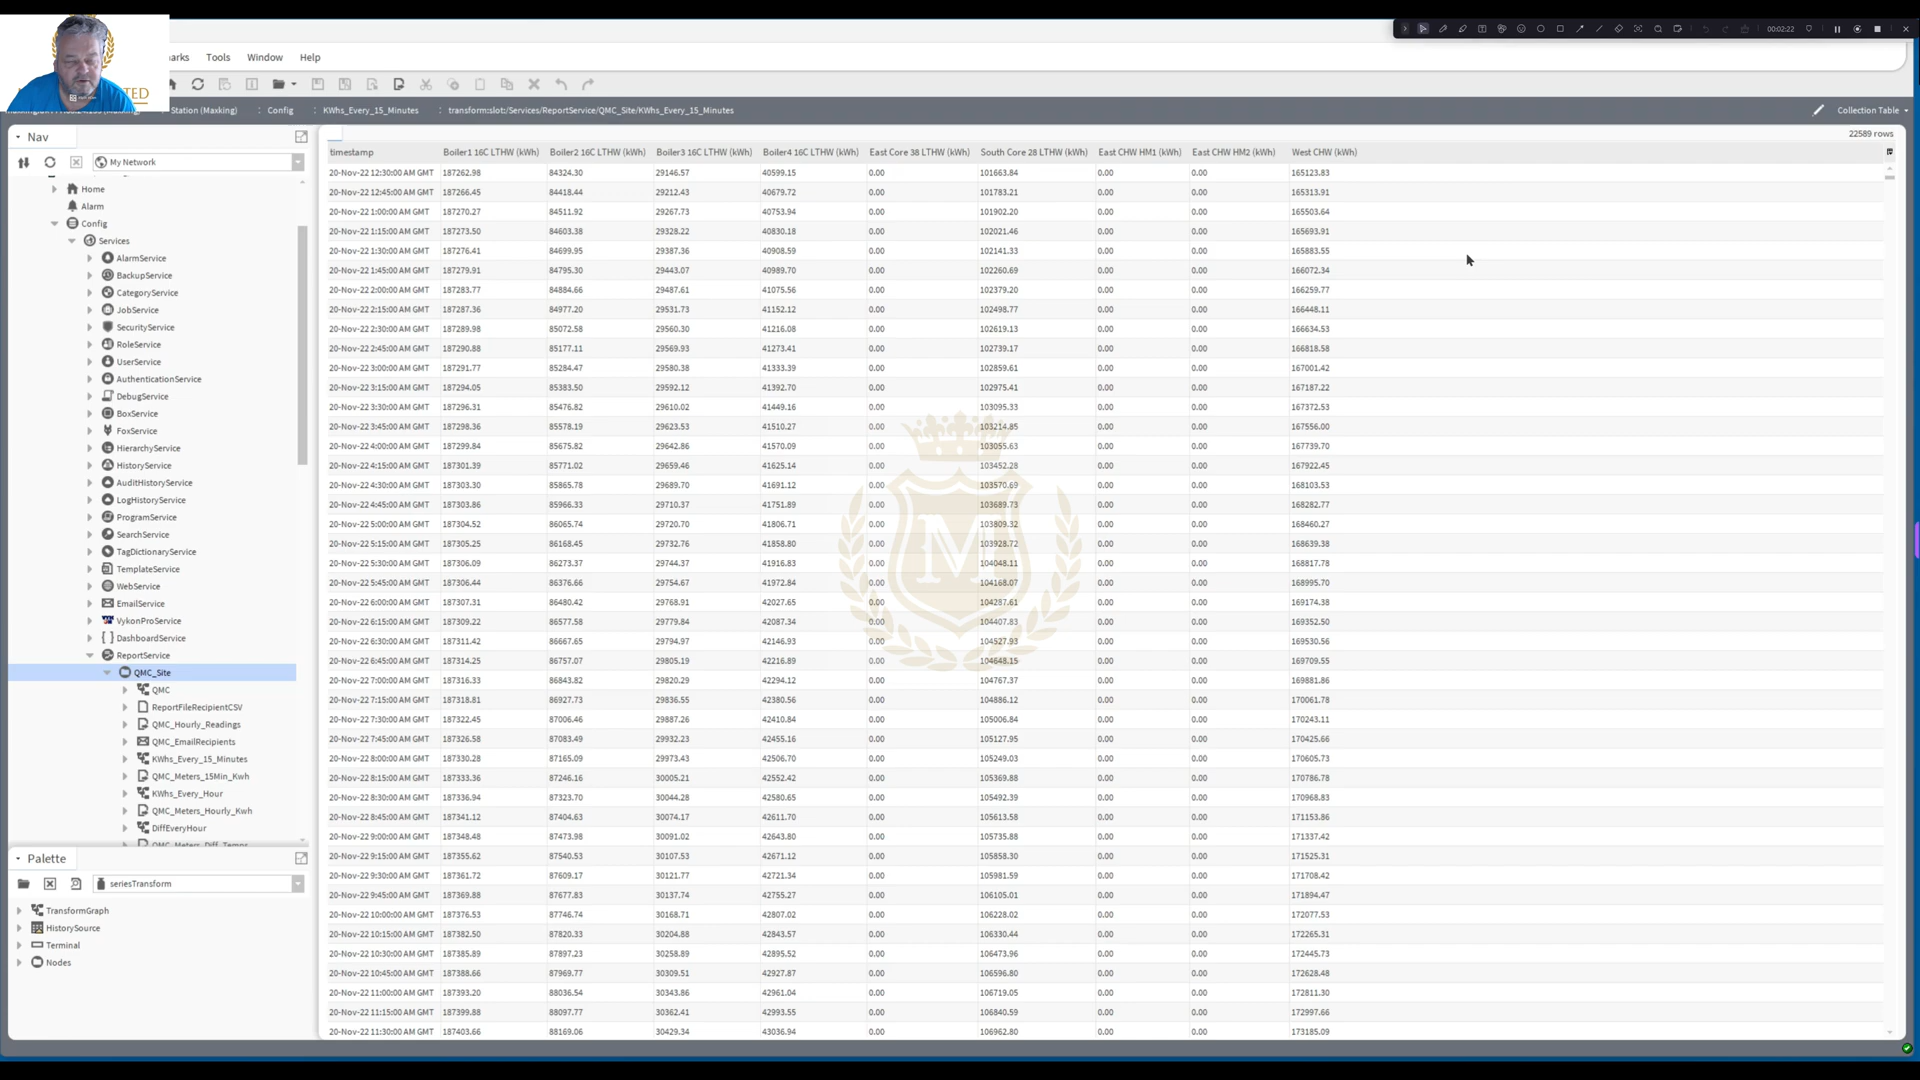 00:02:22
TED
rks Tools Window Help
Station (Maxking) Config KWhs_Every_15_Minutes transform:slot:/Services/ReportService/QMC_Site/KWhs_Every_15_Minutes Collection Table
Nav
22589 rows
My Network
Home
Alarm
Config
Services
AlarmService
BackupService
CategoryService
JobService
SecurityService
RoleService
UserService
AuthenticationService
DebugService
BoxService
FoxService
HierarchyService
HistoryService
AuditHistoryService
LogHistoryService
ProgramService
SearchService
TagDictionaryService
TemplateService
WebService
EmailService
VykonProService
DashboardService
ReportService
QMC_Site
QMC
ReportFileRecipientCSV
QMC_Hourly_Readings
QMC_EmailRecipients
KWhs_Every_15_Minutes
QMC_Meters_15Min_Kwh
KWhs_Every_Hour
QMC_Meters_Hourly_Kwh
DiffEveryHour
QMC_Meters_Diff_Temps
Palette
seriesTransform
TransformGraph
HistorySource
Terminal
Nodes
timestamp Boiler1 16C LTHW (kWh) Boiler2 16C LTHW (kWh) Boiler3 16C LTHW (kWh) Boiler4 16C LTHW (kWh) East Core 38 LTHW (kWh) South Core 28 LTHW (kWh) East CHW HM1 (kWh) East CHW HM2 (kWh) West CHW (kWh)
20-Nov-22 12:30:00 AM GMT 187262.98 84324.30 29146.57 40599.15 0.00 101663.84 0.00 0.00 165123.83
20-Nov-22 12:45:00 AM GMT 187266.45 84418.44 29212.43 40679.72 0.00 101783.21 0.00 0.00 165313.91
20-Nov-22 1:00:00 AM GMT 187270.27 84511.92 29267.73 40753.94 0.00 101902.20 0.00 0.00 165503.64
20-Nov-22 1:15:00 AM GMT 187273.50 84603.38 29328.22 40830.18 0.00 102021.46 0.00 0.00 165693.91
20-Nov-22 1:30:00 AM GMT 187276.41 84699.95 29387.36 40908.59 0.00 102141.33 0.00 0.00 165883.55
20-Nov-22 1:45:00 AM GMT 187279.91 84795.30 29443.07 40989.70 0.00 102260.69 0.00 0.00 166072.34
20-Nov-22 2:00:00 AM GMT 187283.77 84884.66 29487.61 41075.56 0.00 102379.20 0.00 0.00 166259.77
20-Nov-22 2:15:00 AM GMT 187287.36 84977.20 29531.73 41152.12 0.00 102498.77 0.00 0.00 166448.11
20-Nov-22 2:30:00 AM GMT 187289.98 85072.58 29560.30 41216.08 0.00 102619.13 0.00 0.00 166634.53
20-Nov-22 2:45:00 AM GMT 187290.88 85177.11 29569.93 41273.41 0.00 102739.17 0.00 0.00 166818.58
20-Nov-22 3:00:00 AM GMT 187291.77 85284.47 29580.38 41333.39 0.00 102859.61 0.00 0.00 167001.42
20-Nov-22 3:15:00 AM GMT 187294.05 85383.50 29592.12 41392.70 0.00 102975.41 0.00 0.00 167187.22
20-Nov-22 3:30:00 AM GMT 187296.31 85476.82 29610.02 41449.16 0.00 103095.33 0.00 0.00 167372.53
20-Nov-22 3:45:00 AM GMT 187298.36 85578.19 29623.53 41510.27 0.00 103214.85 0.00 0.00 167556.00
20-Nov-22 4:00:00 AM GMT 187299.84 85675.82 29642.86 41570.09 0.00 103055.63 0.00 0.00 167739.70
20-Nov-22 4:15:00 AM GMT 187301.39 85771.02 29659.46 41625.14 0.00 103452.28 0.00 0.00 167922.45
20-Nov-22 4:30:00 AM GMT 187303.30 85865.78 29689.70 41691.12 0.00 103570.69 0.00 0.00 168103.53
20-Nov-22 4:45:00 AM GMT 187303.86 85966.33 29710.37 41751.89 0.00 103689.73 0.00 0.00 168282.77
20-Nov-22 5:00:00 AM GMT 187304.52 86065.74 29720.70 41806.71 0.00 103809.32 0.00 0.00 168460.27
20-Nov-22 5:15:00 AM GMT 187305.25 86168.45 29732.76 41858.80 0.00 103928.72 0.00 0.00 168639.38
20-Nov-22 5:30:00 AM GMT 187306.09 86273.37 29744.37 41916.83 0.00 104048.11 0.00 0.00 168817.78
20-Nov-22 5:45:00 AM GMT 187306.44 86376.66 29754.67 41972.84 0.00 104168.07 0.00 0.00 168995.70
20-Nov-22 6:00:00 AM GMT 187307.31 86480.42 29768.91 42027.65 0.00 104287.61 0.00 0.00 169174.38
20-Nov-22 6:15:00 AM GMT 187309.22 86577.58 29779.84 42087.34 0.00 104407.83 0.00 0.00 169352.50
20-Nov-22 6:30:00 AM GMT 187311.42 86667.65 29794.97 42146.93 0.00 104527.93 0.00 0.00 169530.56
20-Nov-22 6:45:00 AM GMT 187314.25 86757.07 29805.19 42216.89 0.00 104648.15 0.00 0.00 169709.55
20-Nov-22 7:00:00 AM GMT 187316.33 86843.82 29820.29 42294.12 0.00 104767.37 0.00 0.00 169881.86
20-Nov-22 7:15:00 AM GMT 187318.81 86927.73 29836.55 42380.56 0.00 104886.12 0.00 0.00 170061.78
20-Nov-22 7:30:00 AM GMT 187322.45 87006.46 29887.26 42410.84 0.00 105006.84 0.00 0.00 170243.11
20-Nov-22 7:45:00 AM GMT 187326.58 87083.49 29932.23 42455.16 0.00 105127.95 0.00 0.00 170425.66
20-Nov-22 8:00:00 AM GMT 187330.28 87165.09 29973.43 42506.70 0.00 105249.03 0.00 0.00 170605.73
20-Nov-22 8:15:00 AM GMT 187333.36 87246.16 30005.21 42552.42 0.00 105369.88 0.00 0.00 170786.78
20-Nov-22 8:30:00 AM GMT 187336.94 87323.70 30044.28 42580.65 0.00 105492.39 0.00 0.00 170968.83
20-Nov-22 8:45:00 AM GMT 187341.12 87404.63 30074.17 42611.70 0.00 105613.58 0.00 0.00 171153.86
20-Nov-22 9:00:00 AM GMT 187348.48 87473.98 30091.02 42643.80 0.00 105735.88 0.00 0.00 171337.42
20-Nov-22 9:15:00 AM GMT 187355.62 87540.53 30107.53 42671.12 0.00 105858.30 0.00 0.00 171525.31
20-Nov-22 9:30:00 AM GMT 187361.72 87609.17 30121.77 42721.34 0.00 105981.59 0.00 0.00 171708.42
20-Nov-22 9:45:00 AM GMT 187369.88 87677.83 30137.74 42755.27 0.00 106105.01 0.00 0.00 171894.47
20-Nov-22 10:00:00 AM GMT 187376.53 87746.74 30168.71 42807.02 0.00 106228.02 0.00 0.00 172077.53
20-Nov-22 10:15:00 AM GMT 187382.50 87820.33 30204.88 42843.57 0.00 106330.44 0.00 0.00 172265.31
20-Nov-22 10:30:00 AM GMT 187385.89 87897.23 30258.89 42895.52 0.00 106473.96 0.00 0.00 172445.73
20-Nov-22 10:45:00 AM GMT 187388.66 87969.77 30309.51 42927.87 0.00 106596.80 0.00 0.00 172628.48
20-Nov-22 11:00:00 AM GMT 187393.20 88036.54 30343.86 42961.04 0.00 106719.05 0.00 0.00 172811.30
20-Nov-22 11:15:00 AM GMT 187399.88 88097.77 30362.41 42993.55 0.00 106840.59 0.00 0.00 172997.66
20-Nov-22 11:30:00 AM GMT 187403.66 88169.06 30429.34 43036.94 0.00 106962.80 0.00 0.00 173185.09
M